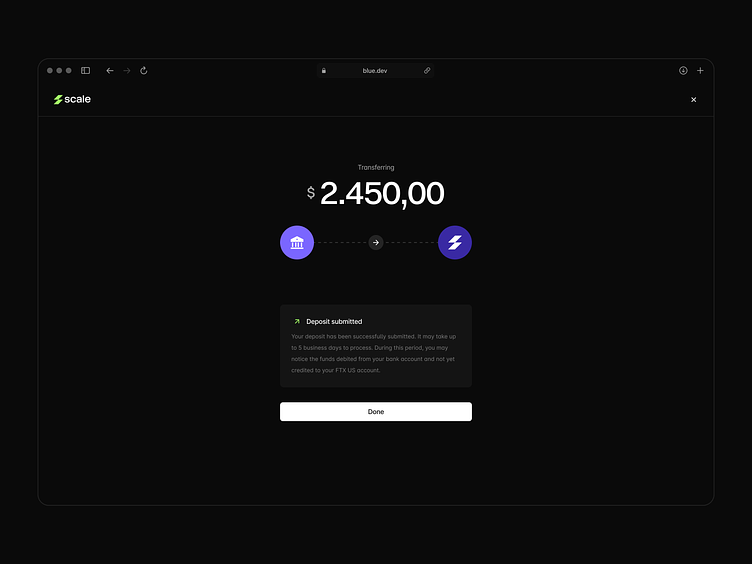 blue.dev
scale
Transferring
$ 2.450,00
Deposit submitted
Your deposit has been successfully submitted. It may take up
to 5 business days to process. During this period, you may
notice the funds debited from your bank account and not yet
credited to your FTX US account.
Done